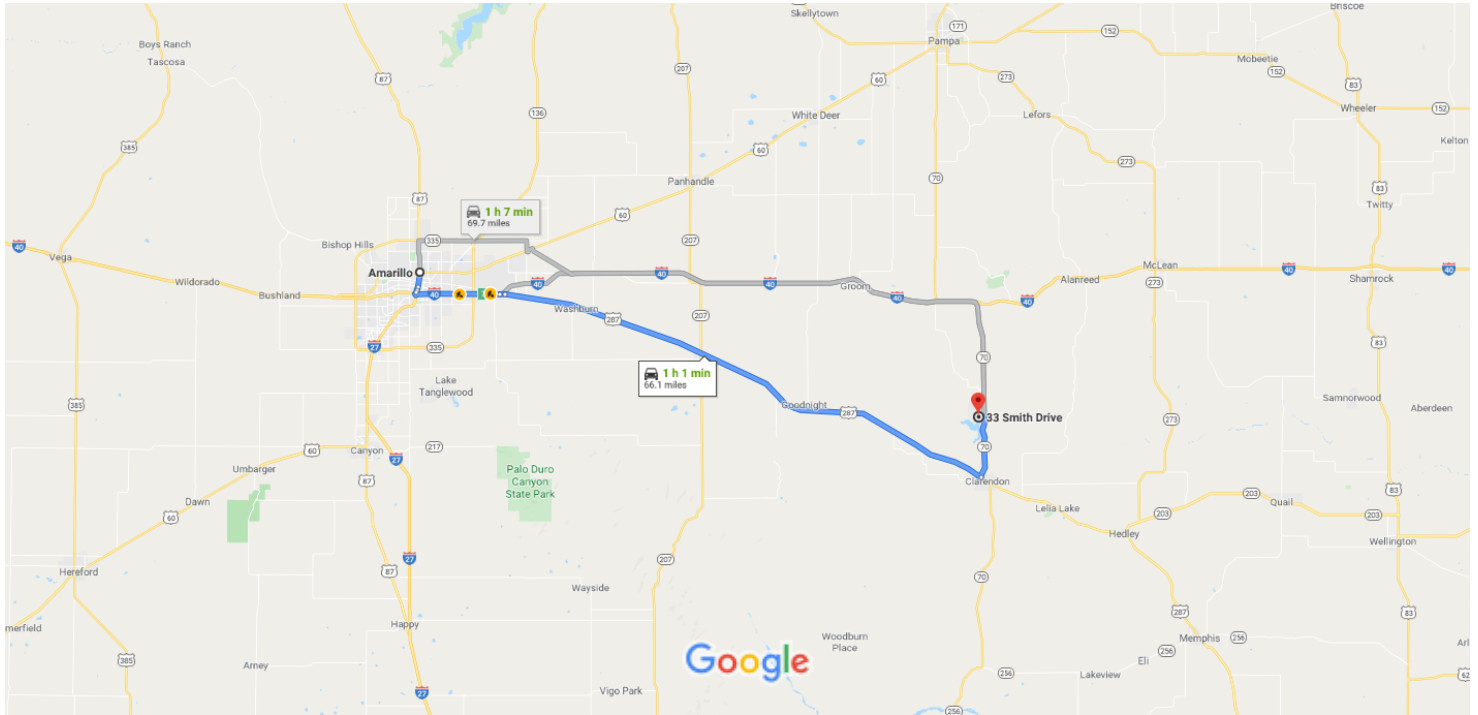 Skellytown
Briscoe
171
152
Boys Ranch
Tascosa
Pampa
Mobeetie
152
207
273
87
60
83
136
White Deer
Lefors
Wheeler
152
385
60
273
Kelton
Panhandle
70
83
87
1 h 7 min
69.7 miles
60
Twitty
Bishop Hills
335
207
40
Vega
McLean
Amarillo
40
40
Shamrock
40
Wildorado
Bushland
40
40
40
Groom
40
Alanreed
40
273
Washburn
287
207
27
335
83
70
1 h 1 min
66.1 miles
Lake
Tanglewood
385
Goodnight
287
33 Smith Drive
Samnorwood
Aberdeen
273
217
70
60
Canyon
27
Umbarger
87
Palo Duro
Canyon
State Park
Clarendon
83
203
Quail
Dawn
Lelia Lake
60
203
203
Hedley
Wellington
27
207
Hereford
87
70
Wayside
287
83
merfield
Happy
Woodburn
Place
Memphis
256
256
385
Arney
Google
Eli
256
Lakeview
62
27
Vigo Park
256